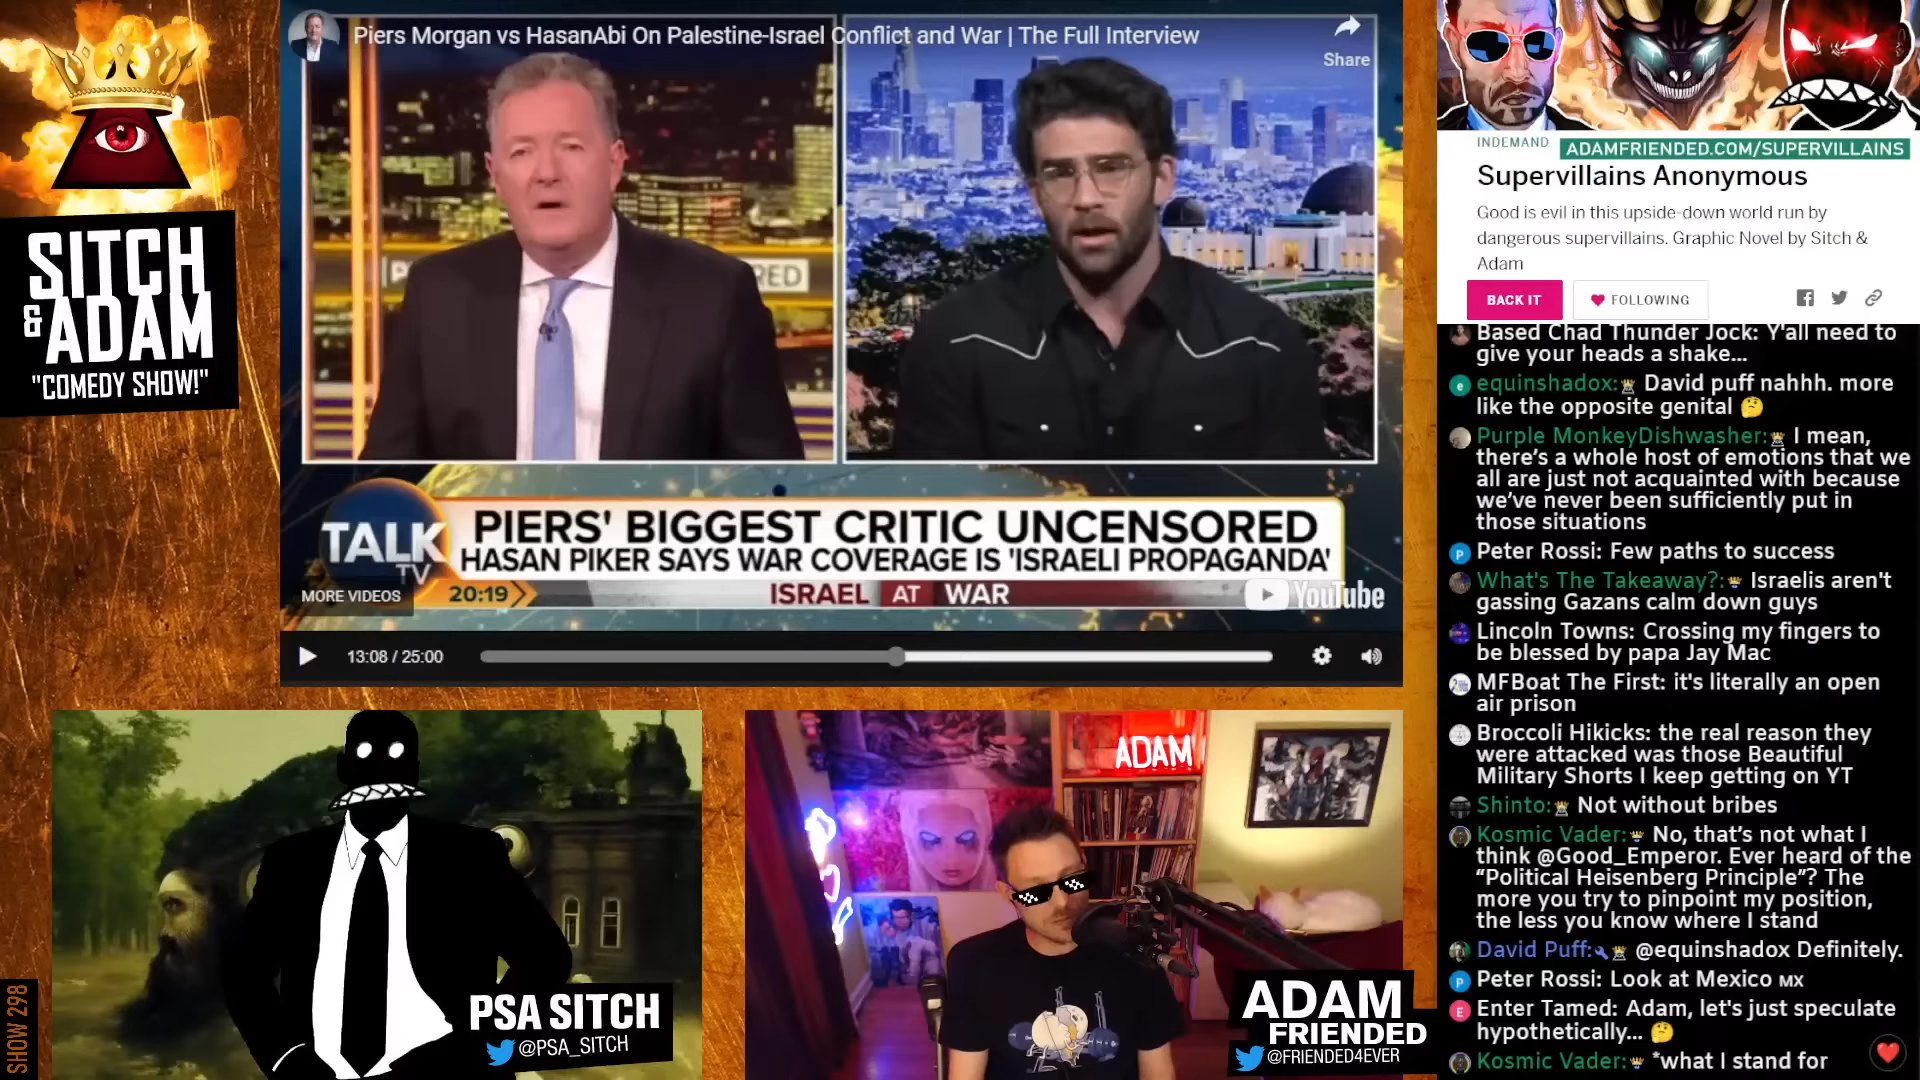 SITCH
& ADAM
"COMEDY SHOW!"
Piers Morgan vs HasanAbi On Palestine-Israel Conflict and War | The Full Interview
Share
RED
PIERS' BIGGEST CRITIC UNCENSORED
HASAN PIKER SAYS WAR COVERAGE IS 'ISRAELI PROPAGANDA'
TALK
TV
MORE VIDEOS
20:19
ISRAEL AT WAR
YouTube
13:08 / 25:00
INDEMAND
ADAMFRIENDED.COM/SUPERVILLAINS
Supervillains Anonymous
Good is evil in this upside-down world run by
dangerous supervillains. Graphic Novel by Sitch &
Adam
BACK IT
FOLLOWING
Based Chad Thunder Jock: Y'all need to
give your heads a shake...
equinshadox: David puff nahhh. more
like the opposite genital 🤔
Purple MonkeyDishwasher: I mean,
there's a whole host of emotions that we
all are just not acquainted with because
we've never been sufficiently put in
those situations
P Peter Rossi: Few paths to success
What's The Takeaway?: Israelis aren't
gassing Gazans calm down guys
Lincoln Towns: Crossing my fingers to
be blessed by papa Jay Mac
MFBoat The First: it's literally an open
air prison
Broccoli Hikicks: the real reason they
were attacked was those Beautiful
Military Shorts I keep getting on YT
Shinto: Not without bribes
Kosmic Vader: No, that's not what I
think @Good_Emperor. Ever heard of the
"Political Heisenberg Principle"? The
more you try to pinpoint my position,
the less you know where I stand
David Puff: @equinshadox Definitely.
P Peter Rossi: Look at Mexico MX
E Enter Tamed: Adam, let's just speculate
hypothetically... 🤔
Kosmic Vader: *what I stand for
SHOW 298
PSA SITCH
@PSA_SITCH
ADAM
ADAM
FRIENDED
@FRIENDED4EVER